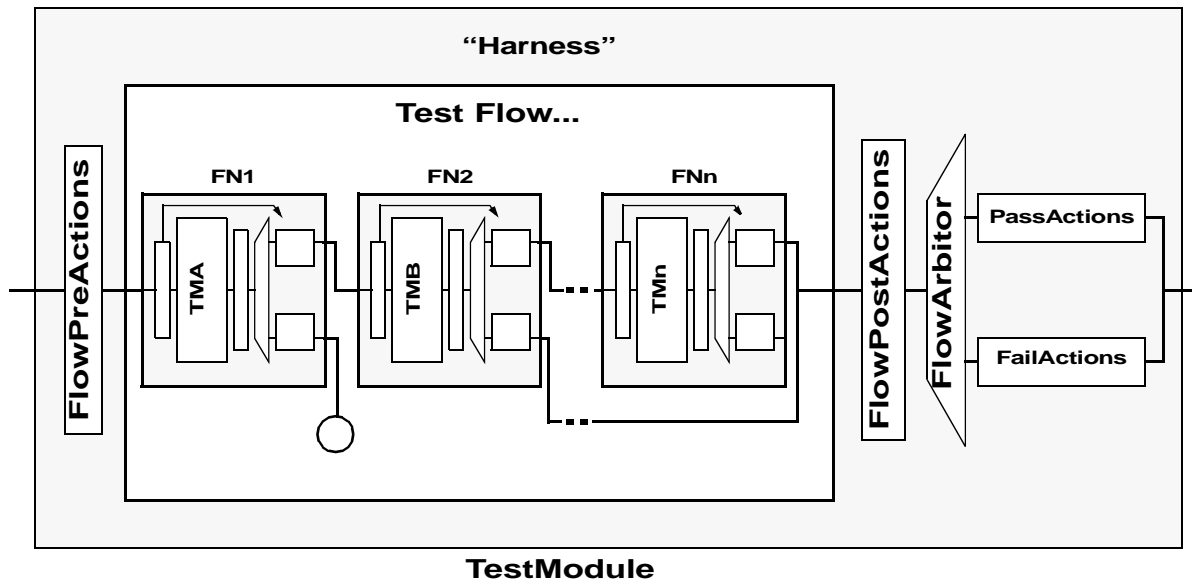 “Harness”
Test Flow...
FN1
FN2
FNn
FlowPreActions
TMA
TMB
TMn
FlowPostActions
FlowArbitor
PassActions
FailActions
TestModule